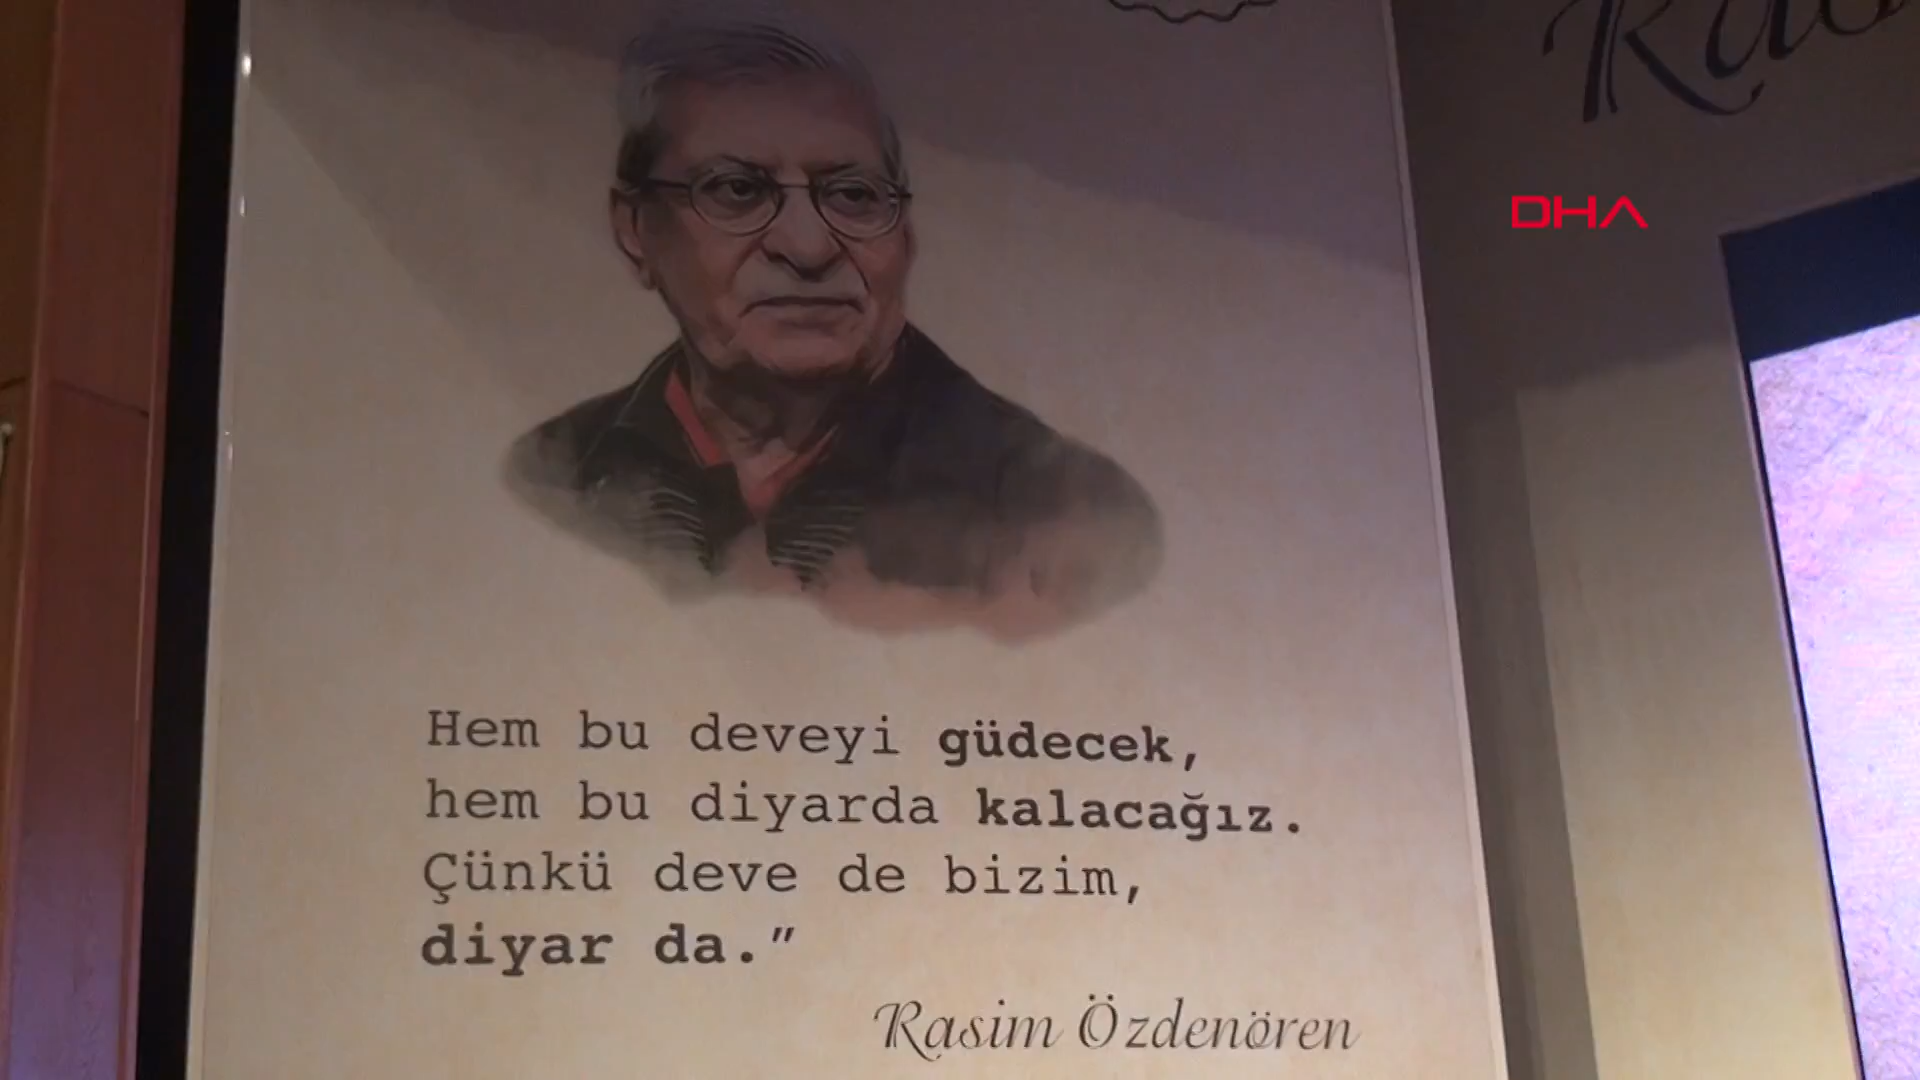 DHA
Hem bu deveyi güdecek,
hem bu diyarda kalacağız.
Çünkü deve de bizim,
diyar da."
Rasim Özdenören